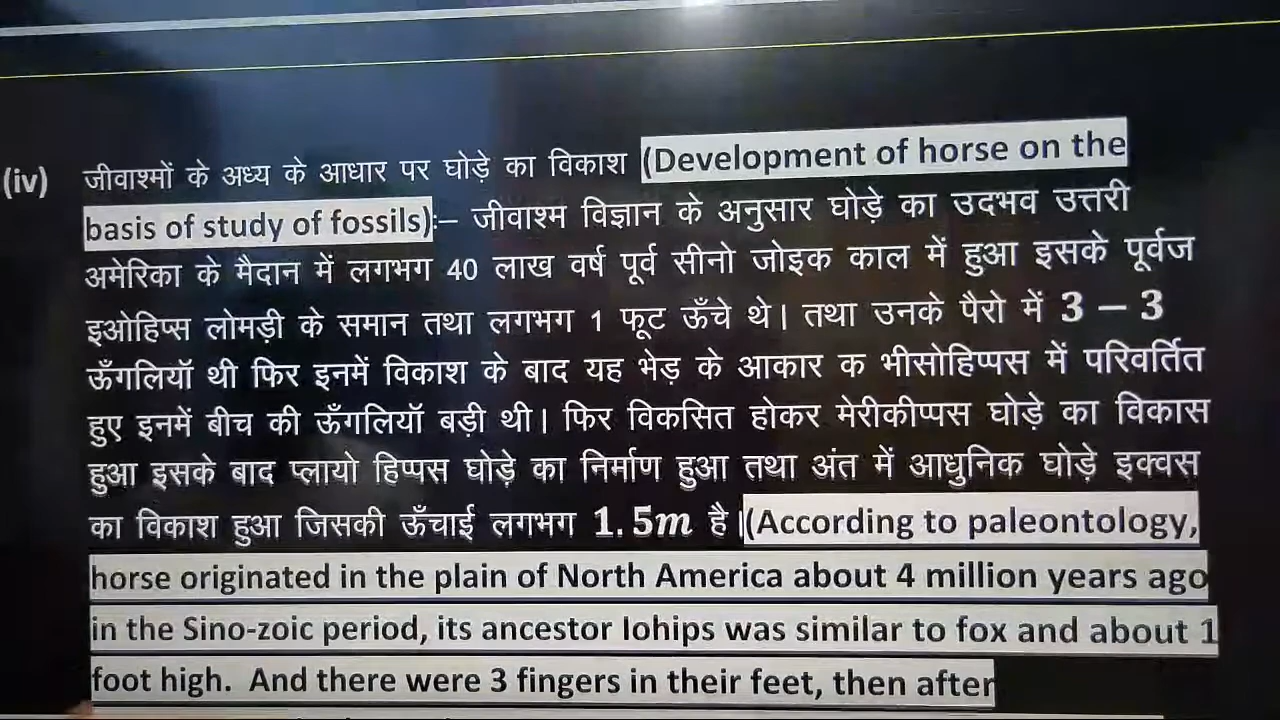 (iv) जीवाश्मों के अध्य के आधार पर घोड़े का विकाश (Development of horse on the
basis of study of fossils):– जीवाश्म विज्ञान के अनुसार घोड़े का उदभव उत्तरी
अमेरिका के मैदान में लगभग 40 लाख वर्ष पूर्व सीनो जोइक काल में हुआ इसके पूर्वज
इओहिप्स लोमड़ी के समान तथा लगभग 1 फूट ऊँचे थे। तथा उनके पैरो में 3 – 3
ऊँगलियॉ थी फिर इनमें विकाश के बाद यह भेड़ के आकार क भीसोहिप्पस में परिवर्तित
हुए इनमें बीच की ऊँगलियॉ बड़ी थी। फिर विकसित होकर मेरीकीप्पस घोड़े का विकास
हुआ इसके बाद प्लायो हिप्पस घोड़े का निर्माण हुआ तथा अंत में आधुनिक घोड़े इक्वस
का विकाश हुआ जिसकी ऊँचाई लगभग 1.5m है।(According to paleontology,
horse originated in the plain of North America about 4 million years ago
in the Sino-zoic period, its ancestor Iohips was similar to fox and about 1
foot high. And there were 3 fingers in their feet, then after